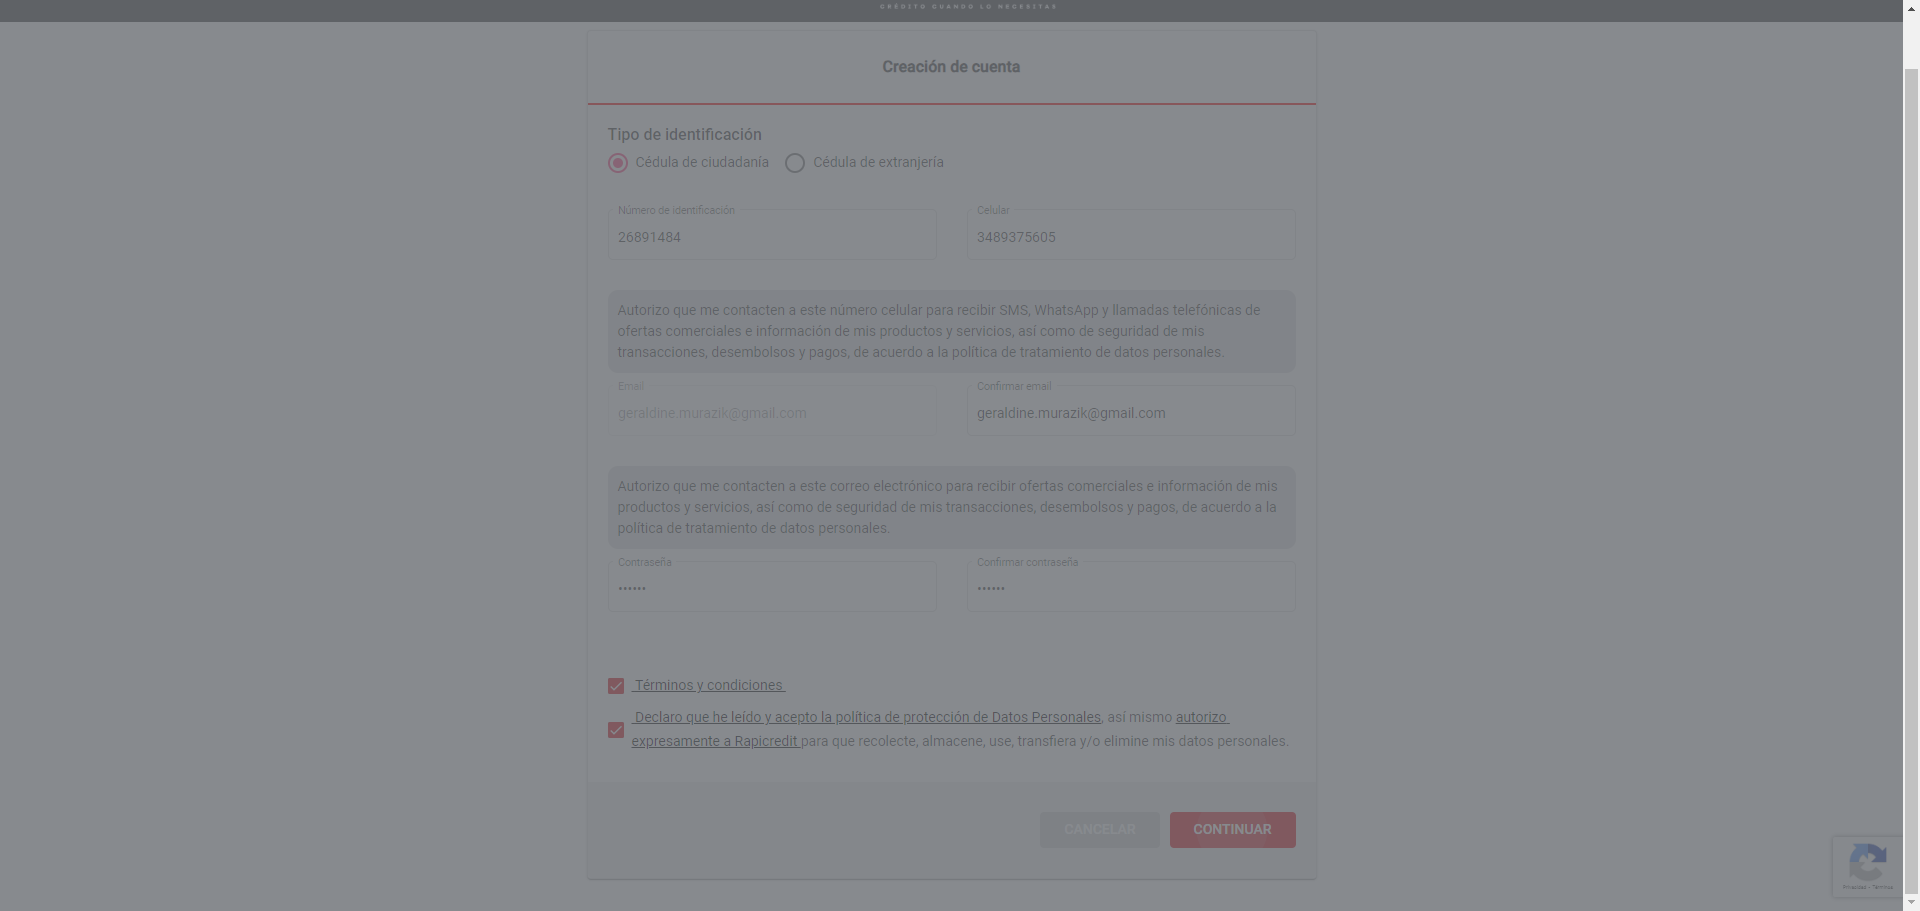 CRÉDITO CUANDO LO NECESITAS
Creación de cuenta
Tipo de identificación
Cédula de ciudadanía
Cédula de extranjería
Número de identificación
Celular
26891484
3489375605
Autorizo que me contacten a este número celular para recibir SMS, WhatsApp y llamadas telefónicas de
ofertas comerciales e información de mis productos y servicios, así como de seguridad de mis
transacciones, desembolsos y pagos, de acuerdo a la política de tratamiento de datos personales.
Email
Confirmar email
geraldine.murazik@gmail.com
geraldine.murazik@gmail.com
Autorizo que me contacten a este correo electrónico para recibir ofertas comerciales e información de mis
productos y servicios, así como de seguridad de mis transacciones, desembolsos y pagos, de acuerdo a la
política de tratamiento de datos personales.
Contraseña
Confirmar contraseña
••••••
••••••
Términos y condiciones
Declaro que he leído y acepto la política de protección de Datos Personales, así mismo autorizo
expresamente a Rapicredit para que recolecte, almacene, use, transfiera y/o elimine mis datos personales.
CANCELAR
CONTINUAR
Privacidad - Términos